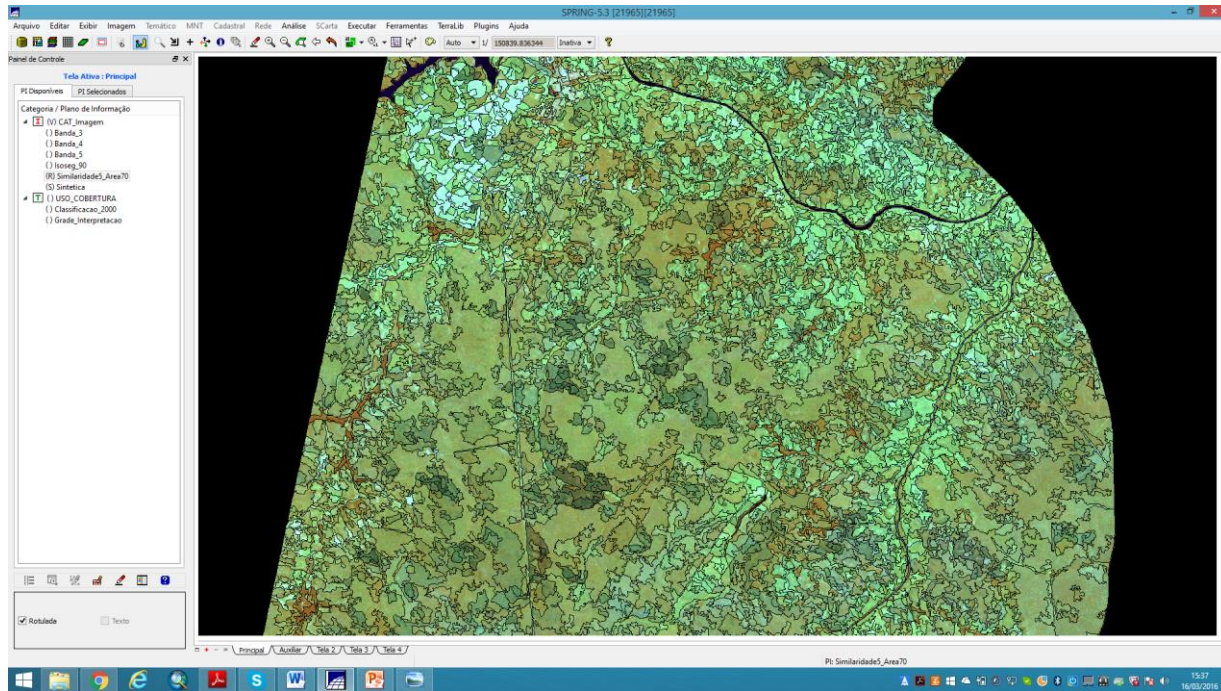 SPRING-5.3 [21965][21965]
Arquivo Editar Exibir Imagem Temático MNT Cadastral Rede Análise SCarta Executar Ferramentas TerraLib Plugins Ajuda
Auto 1/ 150839.836344 Inativa
Painel de Controle
Tela Ativa : Principal
PI Disponíveis PI Selecionados
Categoria / Plano de Informação
(V) CAT_Imagem
( ) Banda_3
( ) Banda_4
( ) Banda_5
( ) Isoseg_90
(R) Similaridade5_Area70
(S) Sintetica
( ) USO_COBERTURA
( ) Classificacao_2000
( ) Grade_Interpretacao
Rotulada Texto
Principal Auxiliar Tela 2 Tela 3 Tela 4
PI: Similaridade5_Area70
15:37
16/03/2016